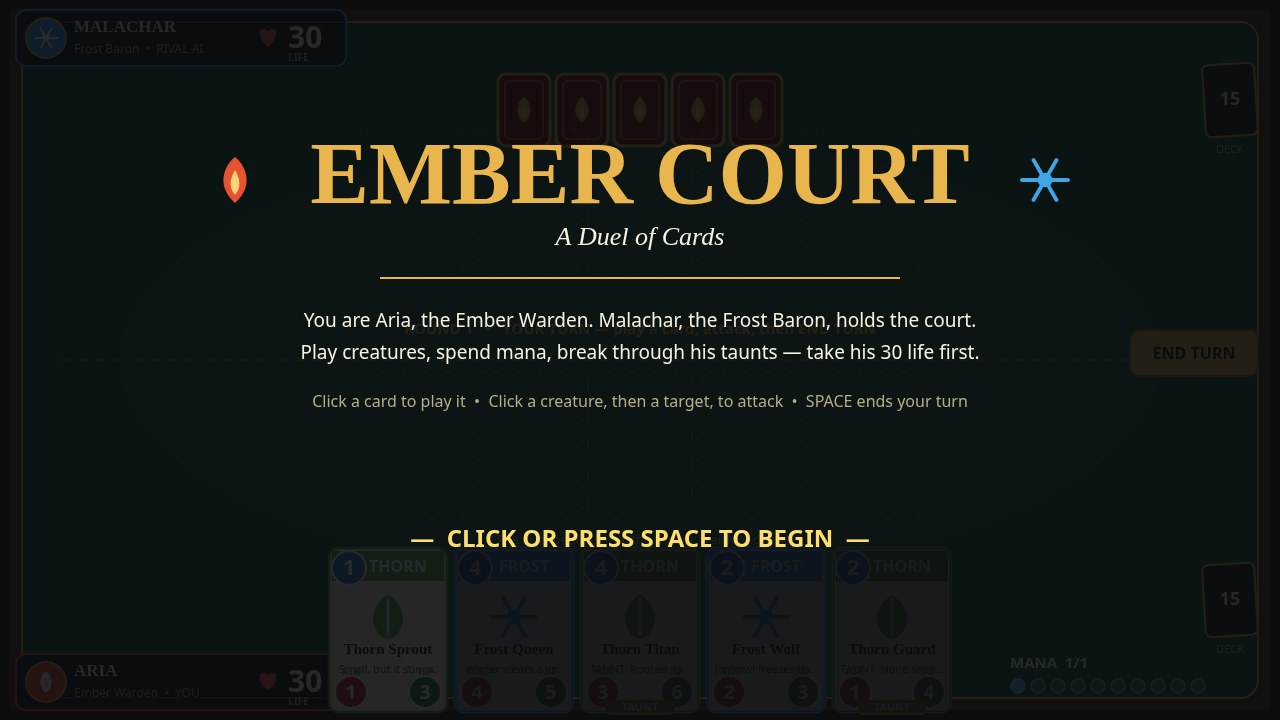 MALACHAR
Frost Baron • RIVAL AI
30
LIFE
15
DECK
EMBER COURT
A Duel of Cards
You are Aria, the Ember Warden. Malachar, the Frost Baron, holds the court.
Play creatures, spend mana, break through his taunts — take his 30 life first.
END TURN
Click a card to play it • Click a creature, then a target, to attack • SPACE ends your turn
— CLICK OR PRESS SPACE TO BEGIN —
1 THORN
Thorn Sprout
Small, but it stings.
1 3
4 FROST
Frost Queen
4 5
4 THORN
Thorn Titan
3 6
TAUNT
2 FROST
Frost Wolf
2 3
2 THORN
Thorn Guard
1 4
TAUNT
15
DECK
ARIA
Ember Warden • YOU
30
LIFE
MANA 1/1